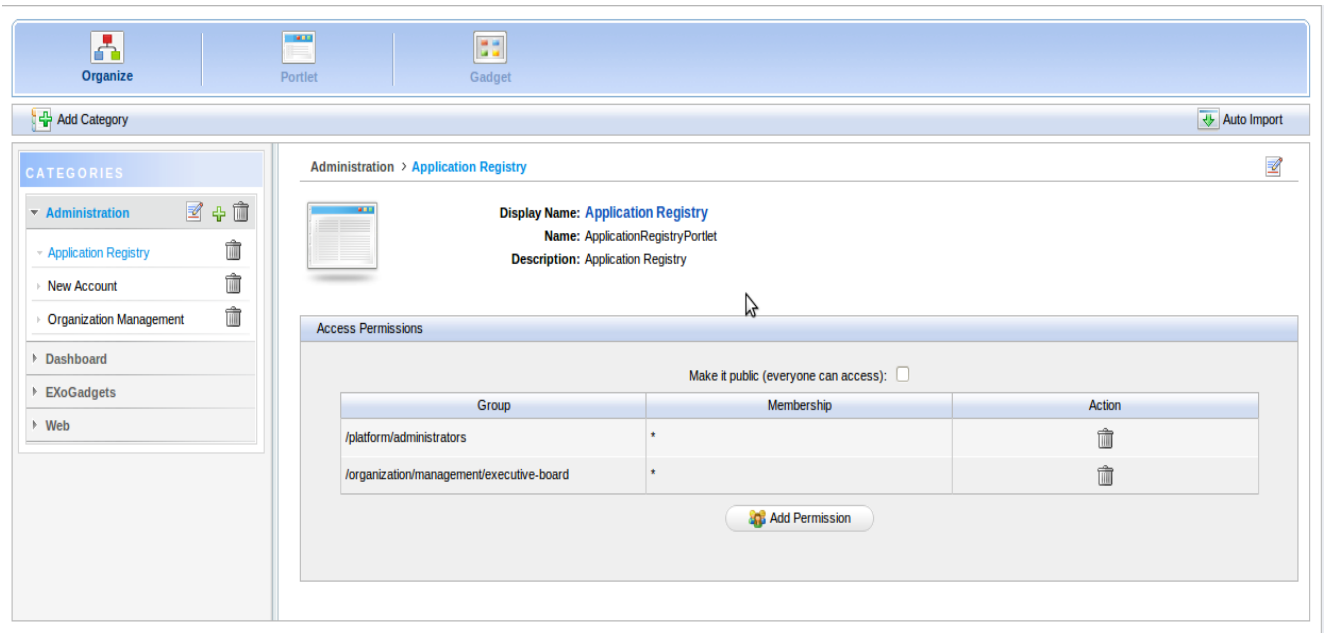 Organize
Portlet
Gadget
Add Category
Auto Import
CATEGORIES
Administration
Application Registry
New Account
Organization Management
Dashboard
EXoGadgets
Web
Administration > Application Registry
Display Name: Application Registry
Name: ApplicationRegistryPortlet
Description: Application Registry
Access Permissions
Make it public (everyone can access):
Group Membership Action
/platform/administrators *
/organization/management/executive-board *
Add Permission